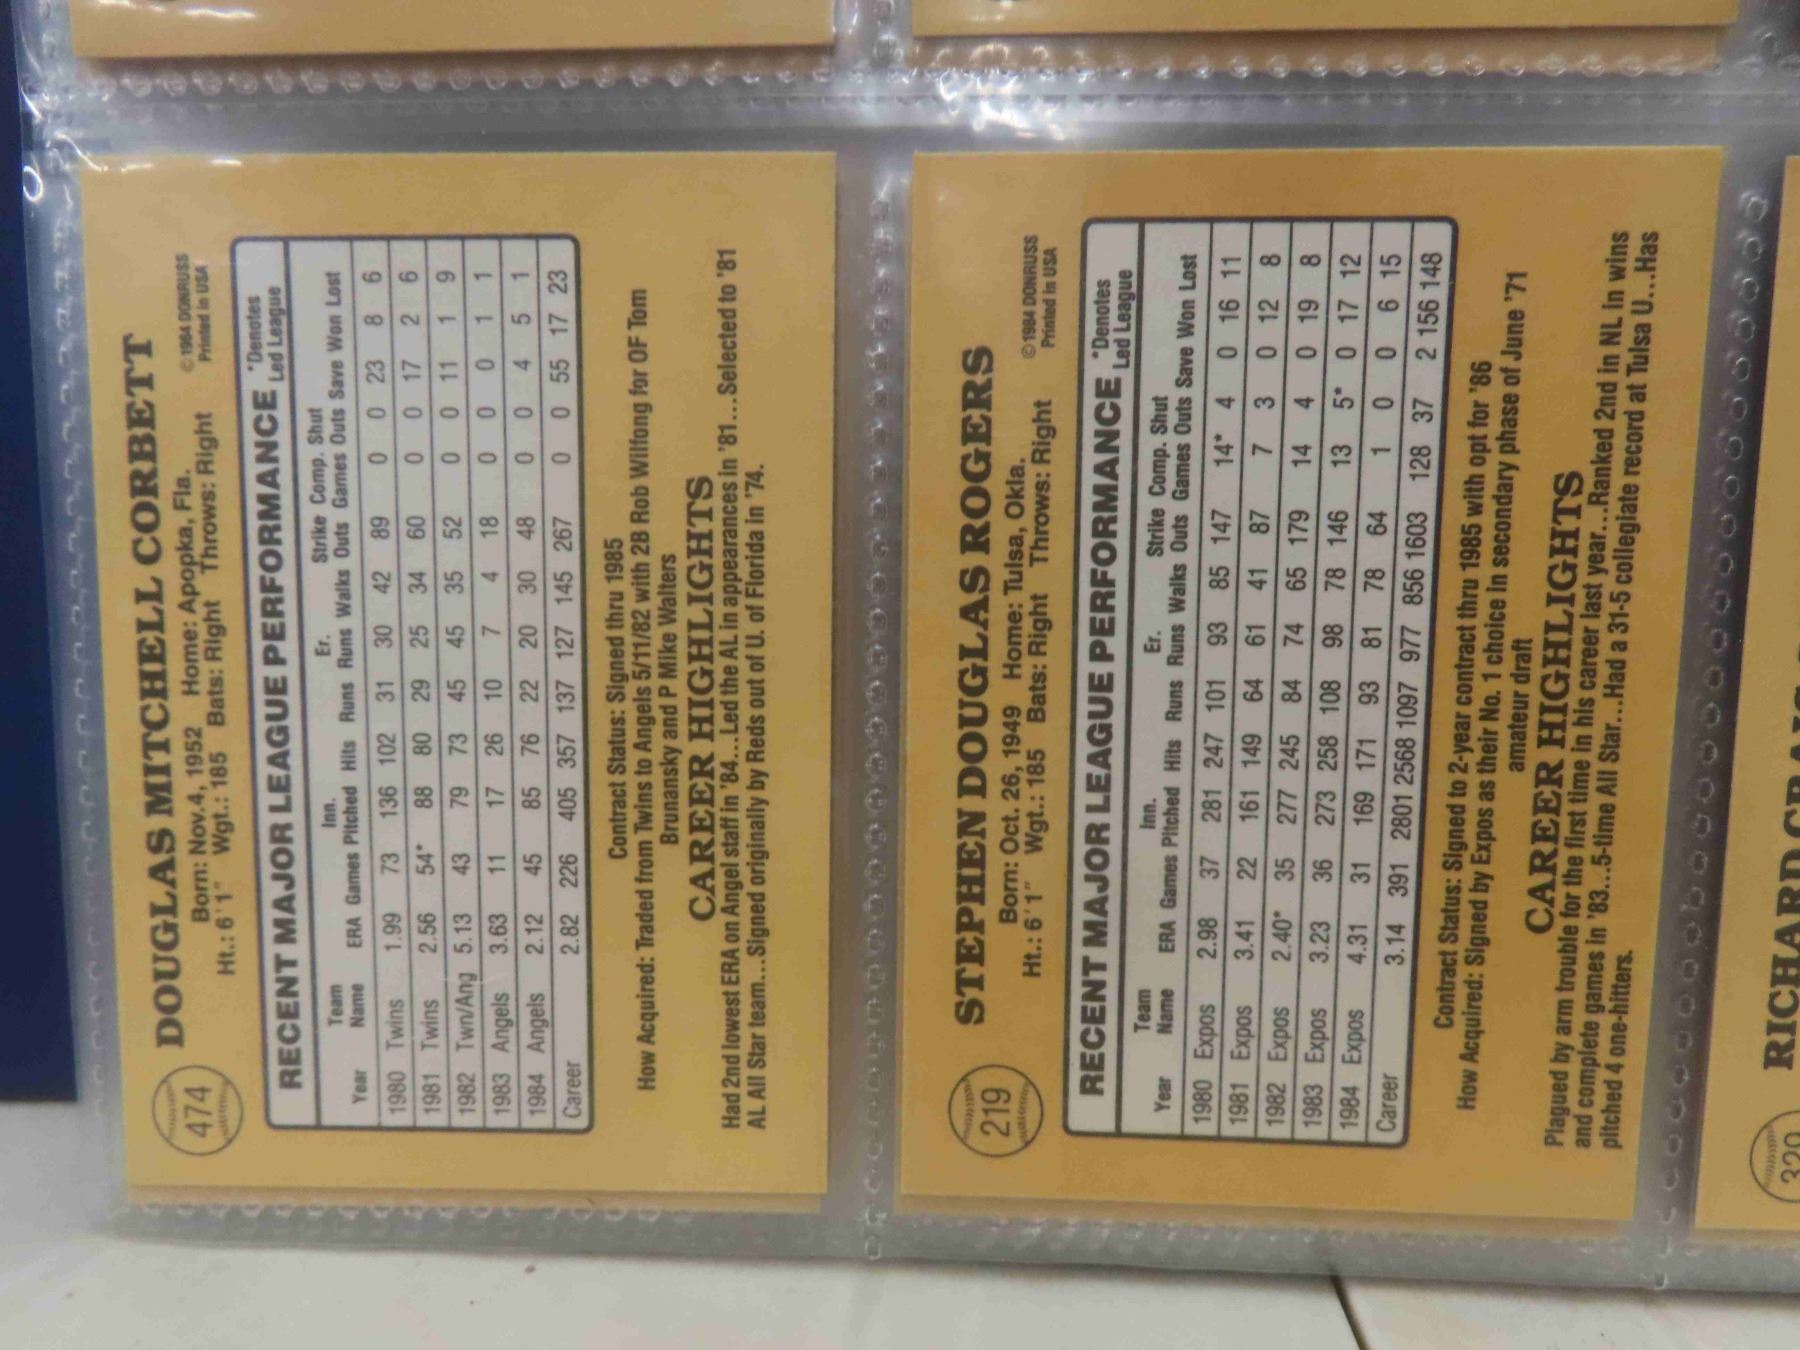 474
DOUGLAS MITCHELL CORBETT
Born: Nov.4, 1952 Home: Apopka, Fla. ©1984 DONRUSS
Ht.: 6'1" Wgt.: 185 Bats: Right Throws: Right Printed in USA
RECENT MAJOR LEAGUE PERFORMANCE *Denotes Led League
Team Inn. Er. Strike Comp. Shut
Year Name ERA Games Pitched Hits Runs Runs Walks Outs Games Outs Save Won Lost
1980 Twins 1.99 73 136 102 31 30 42 89 0 0 23 8 6
1981 Twins 2.56 54* 88 80 29 25 34 60 0 0 17 2 6
1982 Twn/Ang 5.13 43 79 73 45 45 35 52 0 0 11 1 9
1983 Angels 3.63 11 17 26 10 7 4 18 0 0 0 1 1
1984 Angels 2.12 45 85 76 22 20 30 48 0 0 4 5 1
Career 2.82 226 405 357 137 127 145 267 0 0 55 17 23
Contract Status: Signed thru 1985
How Acquired: Traded from Twins to Angels 5/11/82 with 2B Rob Wilfong for OF Tom
Brunansky and P Mike Walters
CAREER HIGHLIGHTS
Had 2nd lowest ERA on Angel staff in '84...Led the AL in appearances in '81...Selected to '81
AL All Star team...Signed originally by Reds out of U. of Florida in '74.
219
STEPHEN DOUGLAS ROGERS
Born: Oct. 26, 1949 Home: Tulsa, Okla. ©1984 DONRUSS
Ht.: 6'1" Wgt.: 185 Bats: Right Throws: Right Printed in USA
RECENT MAJOR LEAGUE PERFORMANCE *Denotes Led League
Team Inn. Er. Strike Comp. Shut
Year Name ERA Games Pitched Hits Runs Runs Walks Outs Games Outs Save Won Lost
1980 Expos 2.98 37 281 247 101 93 85 147 14* 4 0 16 11
1981 Expos 3.41 22 161 149 64 61 41 87 7 3 0 12 8
1982 Expos 2.40* 35 277 245 84 74 65 179 14 4 0 19 8
1983 Expos 3.23 36 273 258 108 98 78 146 13 5* 0 17 12
1984 Expos 4.31 31 169 171 93 81 78 64 1 0 0 6 15
Career 3.14 391 2801 2568 1097 977 856 1603 128 37 2 156 148
Contract Status: Signed to 2-year contract thru 1985 with opt for '86
How Acquired: Signed by Expos as their No. 1 choice in secondary phase of June '71
amateur draft
CAREER HIGHLIGHTS
Plagued by arm trouble for the first time in his career last year...Ranked 2nd in NL in wins
and complete games in '83...5-time All Star...Had a 31-5 collegiate record at Tulsa U...Has
pitched 4 one-hitters.
RICHARD